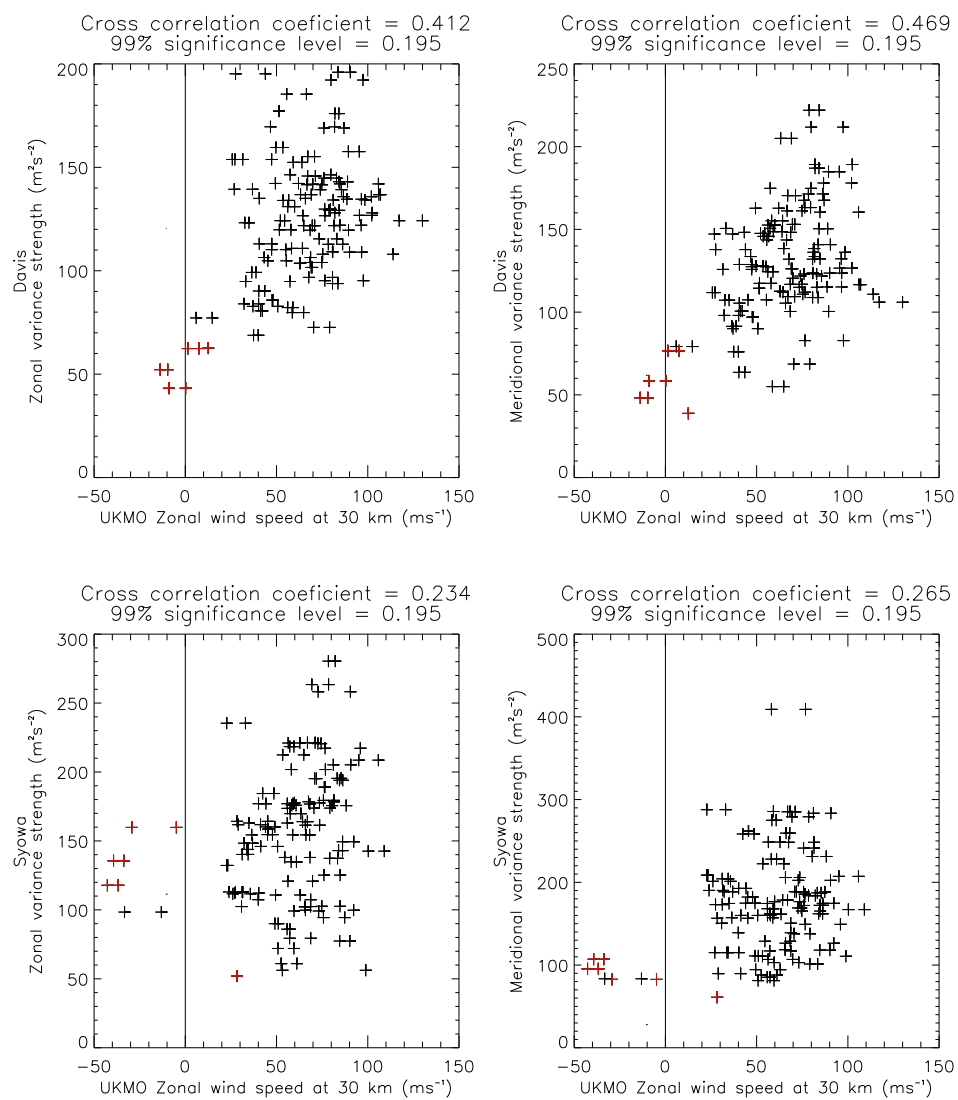 Cross correlation coeficient = 0.412
99% significance level = 0.195
200
150
100
50
0
Davis
Zonal variance strength (m²s⁻²)
−50 0 50 100 150
UKMO Zonal wind speed at 30 km (ms⁻¹)
Cross correlation coeficient = 0.469
99% significance level = 0.195
250
200
150
100
50
0
Davis
Meridional variance strength (m²s⁻²)
−50 0 50 100 150
UKMO Zonal wind speed at 30 km (ms⁻¹)
Cross correlation coeficient = 0.234
99% significance level = 0.195
300
250
200
150
100
50
0
Syowa
Zonal variance strength (m²s⁻²)
−50 0 50 100 150
UKMO Zonal wind speed at 30 km (ms⁻¹)
Cross correlation coeficient = 0.265
99% significance level = 0.195
500
400
300
200
100
0
Syowa
Meridional variance strength (m²s⁻²)
−50 0 50 100 150
UKMO Zonal wind speed at 30 km (ms⁻¹)